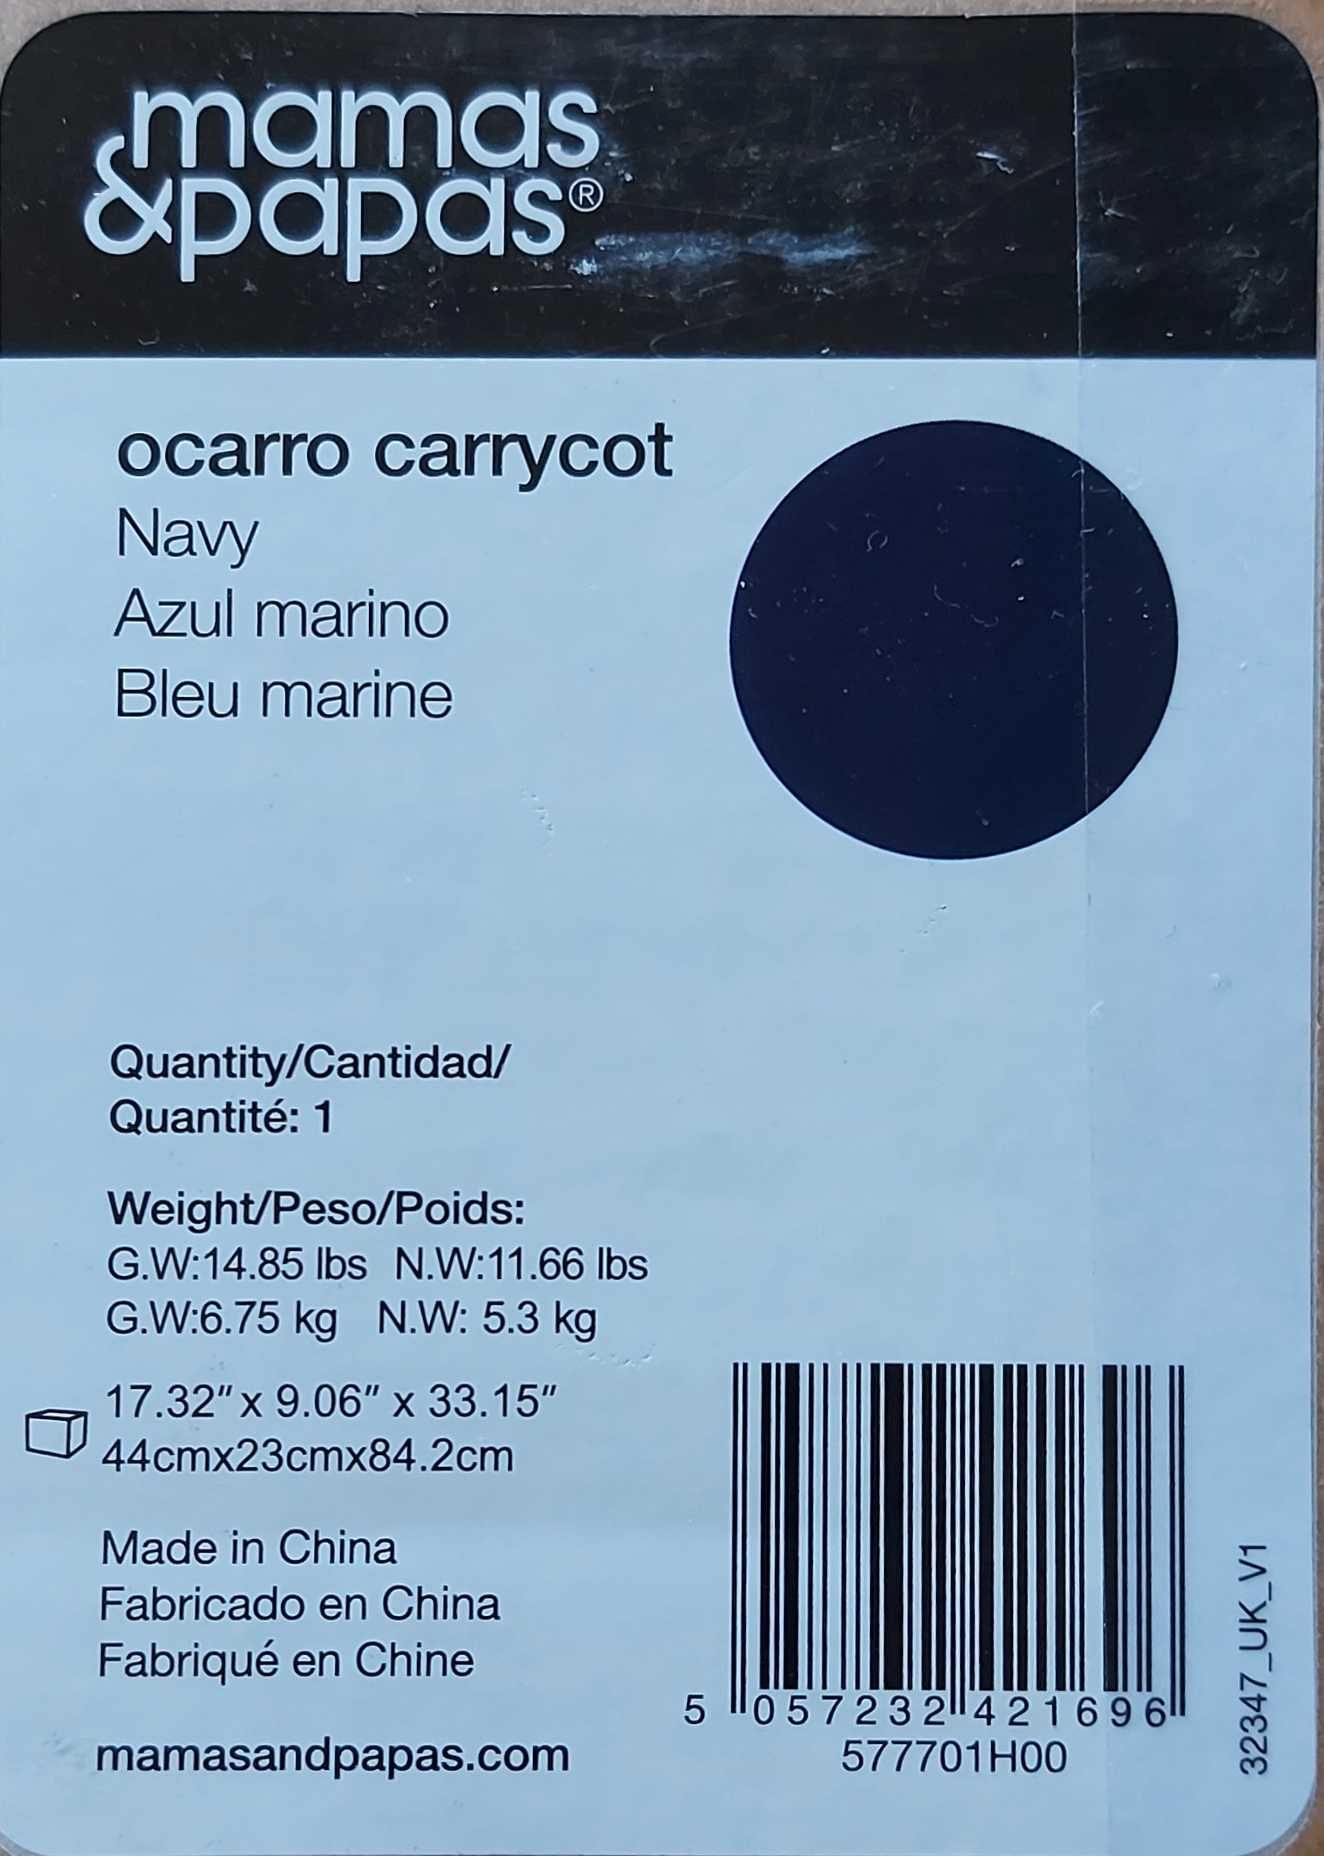 mamas
&papas®
ocarro carrycot
Navy
Azul marino
Bleu marine
Quantity/Cantidad/
Quantité: 1
Weight/Peso/Poids:
G.W:14.85 lbs N.W:11.66 lbs
G.W:6.75 kg N.W: 5.3 kg
17.32" x 9.06" x 33.15"
44cmx23cmx84.2cm
Made in China
Fabricado en China
Fabriqué en Chine
mamasandpapas.com
5 057232 421696
577701H00
32347_UK_V1